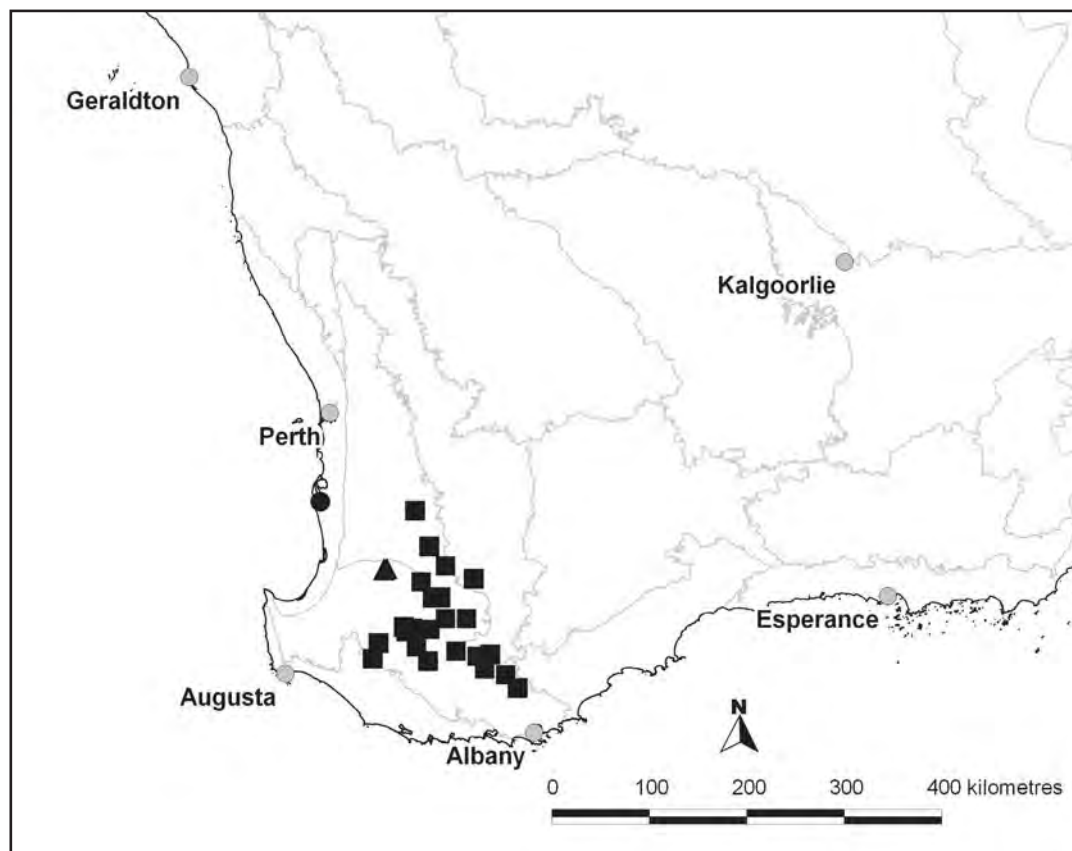 Geraldton
Kalgoorlie
Perth
Esperance
Augusta
N
Albany
0 100 200 300 400 kilometres